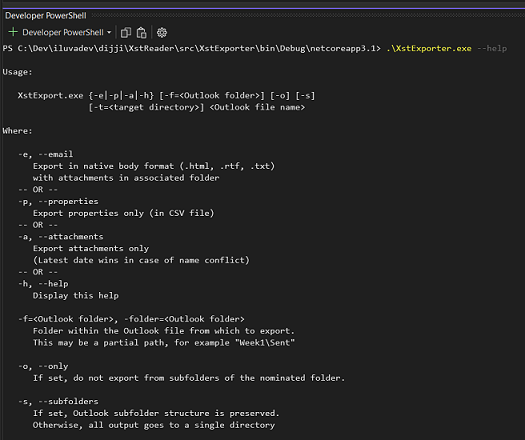 Developer PowerShell
+ Developer PowerShell
PS C:\Dev\iluvadev\dijji\XstReader\src\XstExporter\bin\Debug\netcoreapp3.1> .\XstExporter.exe --help
Usage:
XstExport.exe {-e|-p|-a|-h} [-f=<Outlook folder>] [-o] [-s]
[-t=<target directory>] <Outlook file name>
Where:
-e, --email
Export in native body format (.html, .rtf, .txt)
with attachments in associated folder
-- OR --
-p, --properties
Export properties only (in CSV file)
-- OR --
-a, --attachments
Export attachments only
(Latest date wins in case of name conflict)
-- OR --
-h, --help
Display this help
-f=<Outlook folder>, -folder=<Outlook folder>
Folder within the Outlook file from which to export.
This may be a partial path, for example "Week1\Sent"
-o, --only
If set, do not export from subfolders of the nominated folder.
-s, --subfolders
If set, Outlook subfolder structure is preserved.
Otherwise, all output goes to a single directory